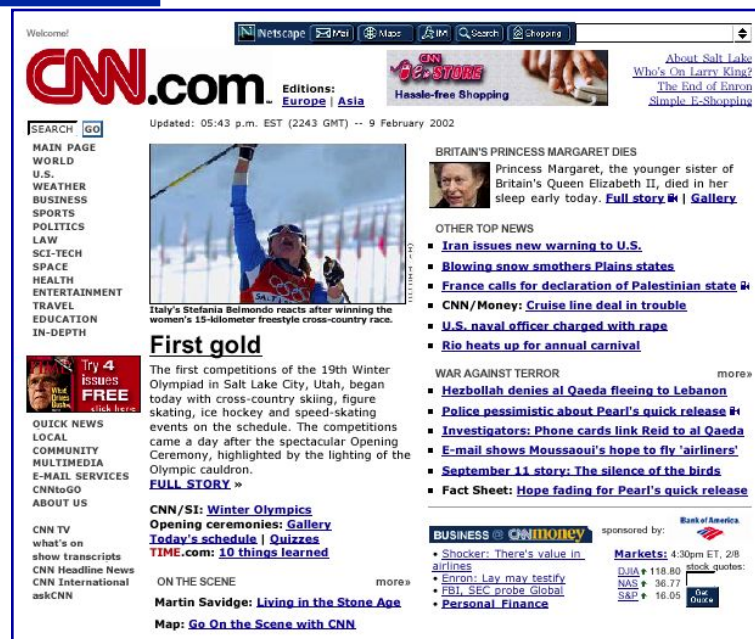 Welcome!
Netscape Mail Maps IM Search Shopping
CNN.com
Editions:
Europe | Asia
CNN
STORE
Hassle-free Shopping
About Salt Lake
Who's On Larry King?
The End of Enron
Simple E-Shopping
SEARCH GO
Updated: 05:43 p.m. EST (2243 GMT) -- 9 February 2002
MAIN PAGE
WORLD
U.S.
WEATHER
BUSINESS
SPORTS
POLITICS
LAW
SCI-TECH
SPACE
HEALTH
ENTERTAINMENT
TRAVEL
EDUCATION
IN-DEPTH
TIME
Try 4
issues
FREE
click here
QUICK NEWS
LOCAL
COMMUNITY
MULTIMEDIA
E-MAIL SERVICES
CNNtoGO
ABOUT US
CNN TV
what's on
show transcripts
CNN Headline News
CNN International
askCNN
SALT LAKE
Italy's Stefania Belmondo reacts after winning the
women's 15-kilometer freestyle cross-country race.
First gold
The first competitions of the 19th Winter
Olympiad in Salt Lake City, Utah, began
today with cross-country skiing, figure
skating, ice hockey and speed-skating
events on the schedule. The competitions
came a day after the spectacular Opening
Ceremony, highlighted by the lighting of the
Olympic cauldron.
FULL STORY »
CNN/SI: Winter Olympics
Opening ceremonies: Gallery
Today's schedule | Quizzes
TIME.com: 10 things learned
ON THE SCENE more»
Martin Savidge: Living in the Stone Age
Map: Go On the Scene with CNN
BRITAIN'S PRINCESS MARGARET DIES
Princess Margaret, the younger sister of
Britain's Queen Elizabeth II, died in her
sleep early today. Full story | Gallery
OTHER TOP NEWS
Iran issues new warning to U.S.
Blowing snow smothers Plains states
France calls for declaration of Palestinian state
CNN/Money: Cruise line deal in trouble
U.S. naval officer charged with rape
Rio heats up for annual carnival
WAR AGAINST TERROR more»
Hezbollah denies al Qaeda fleeing to Lebanon
Police pessimistic about Pearl's quick release
Investigators: Phone cards link Reid to al Qaeda
E-mail shows Moussaoui's hope to fly 'airliners'
September 11 story: The silence of the birds
Fact Sheet: Hope fading for Pearl's quick release
BUSINESS @ CNNmoney sponsored by: Bank of America
• Shocker: There's value in
airlines
• Enron: Lay may testify
• FBI, SEC probe Global
• Personal Finance
Markets: 4:30pm ET, 2/8
DJIA 118.80
NAS 36.77
S&P 16.05
stock quotes:
Get
Quote